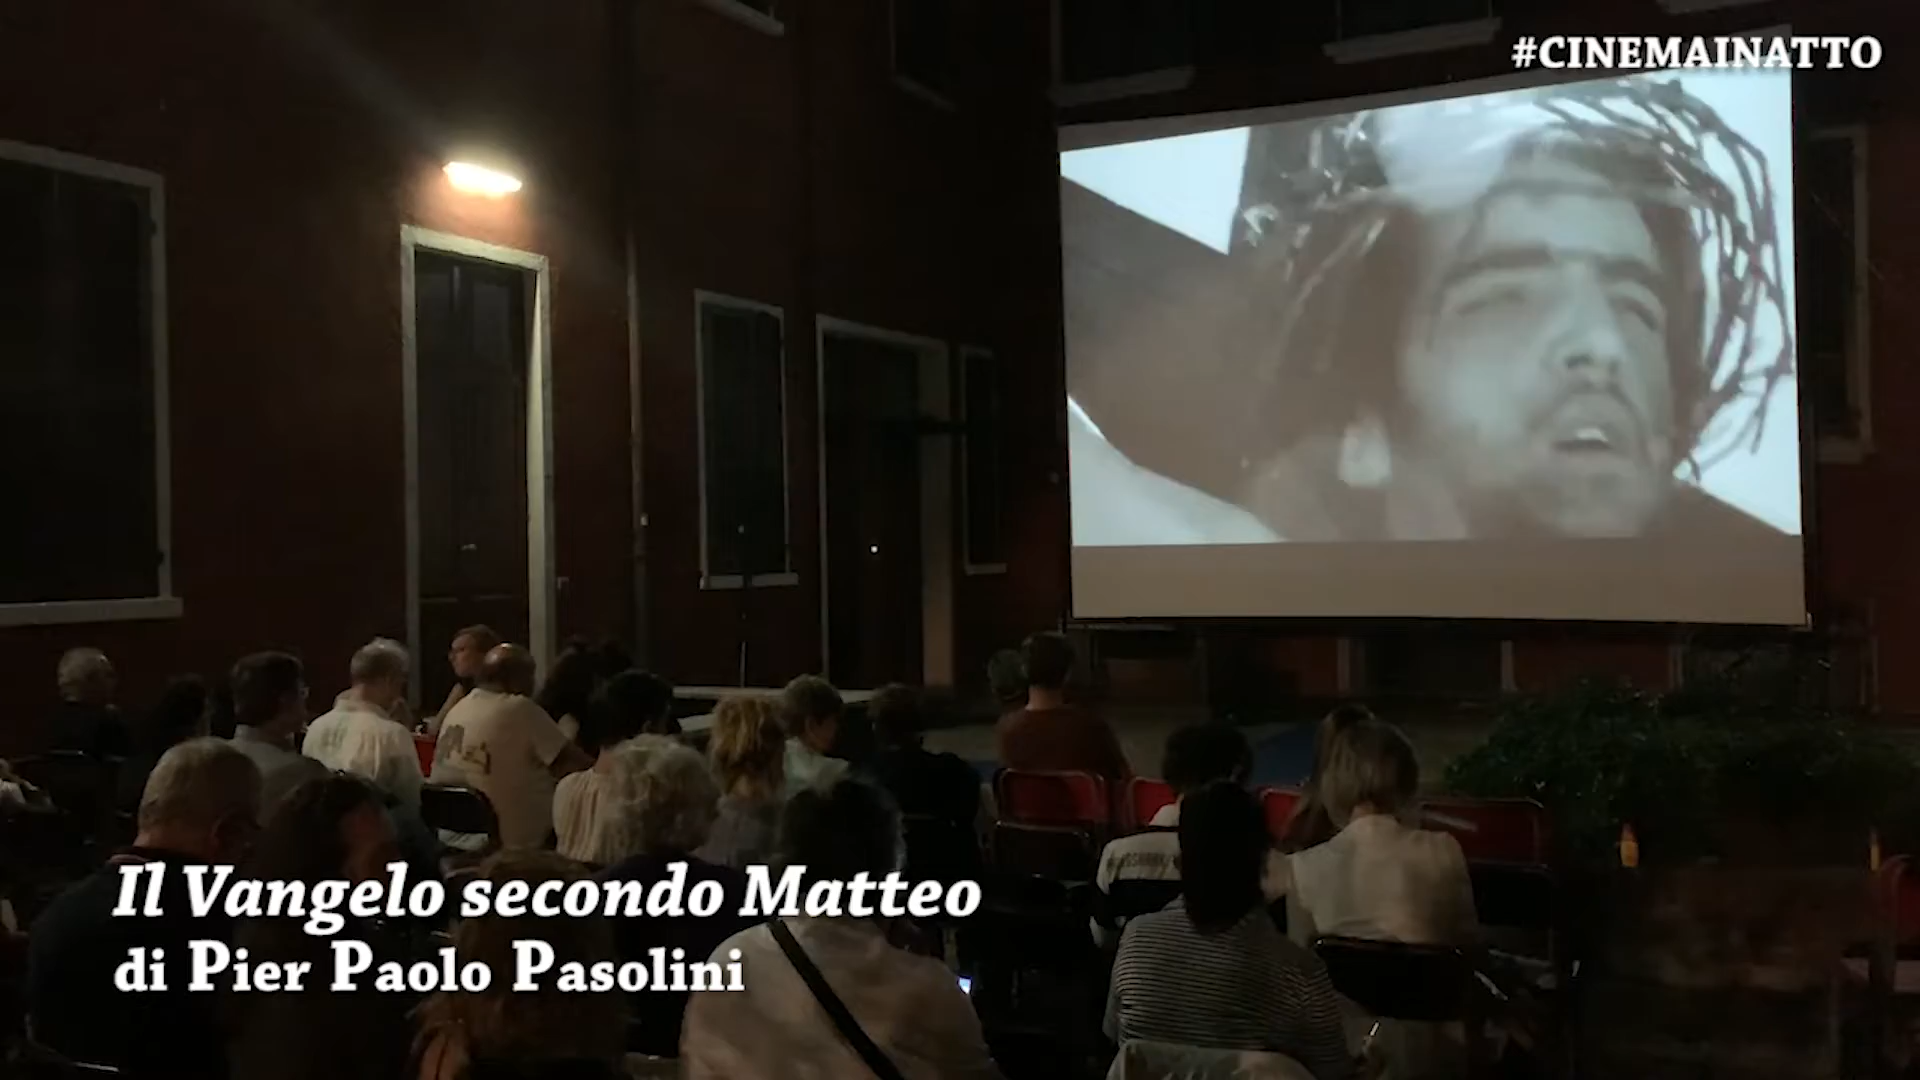 #CINEMAINATTO
Il Vangelo secondo Matteo
di Pier Paolo Pasolini